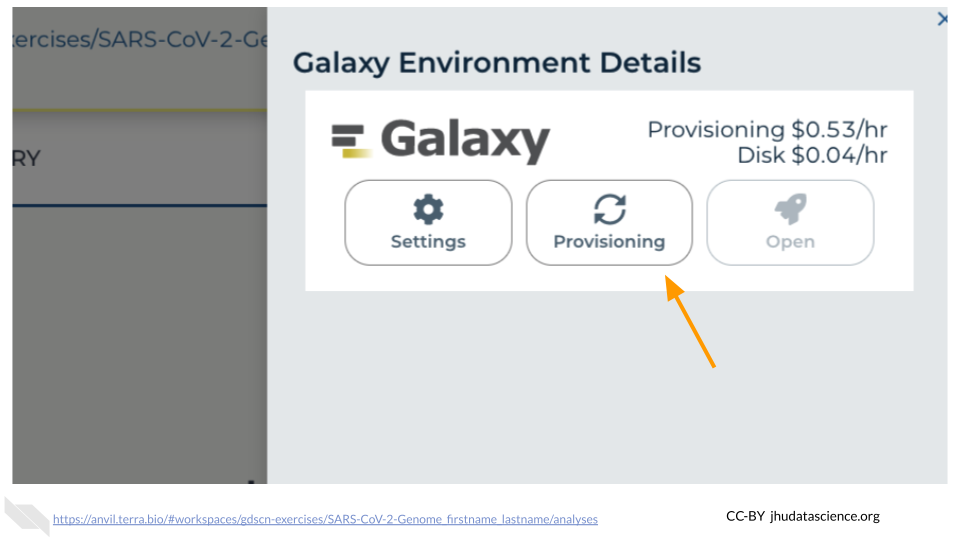 ercises/SARS-CoV-2-Ge
RY
×
Galaxy Environment Details
Galaxy
Provisioning $0.53/hr
Disk $0.04/hr
Settings
Provisioning
Open
https://anvil.terra.bio/#workspaces/gdscn-exercises/SARS-CoV-2-Genome_firstname_lastname/analyses
CC-BY jhudatascience.org